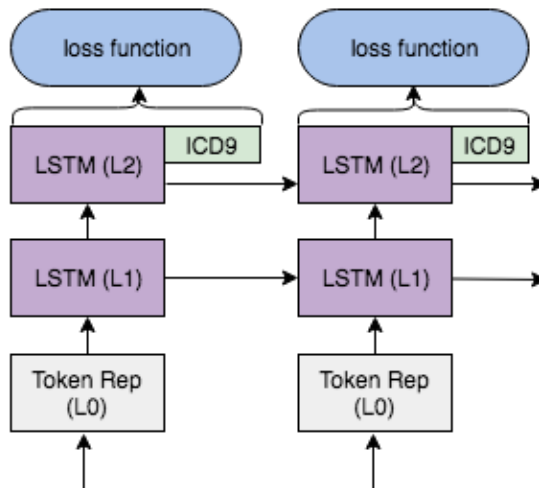 loss function
loss function
ICD9
ICD9
LSTM (L2)
LSTM (L2)
LSTM (L1)
LSTM (L1)
Token Rep
(L0)
Token Rep
(L0)